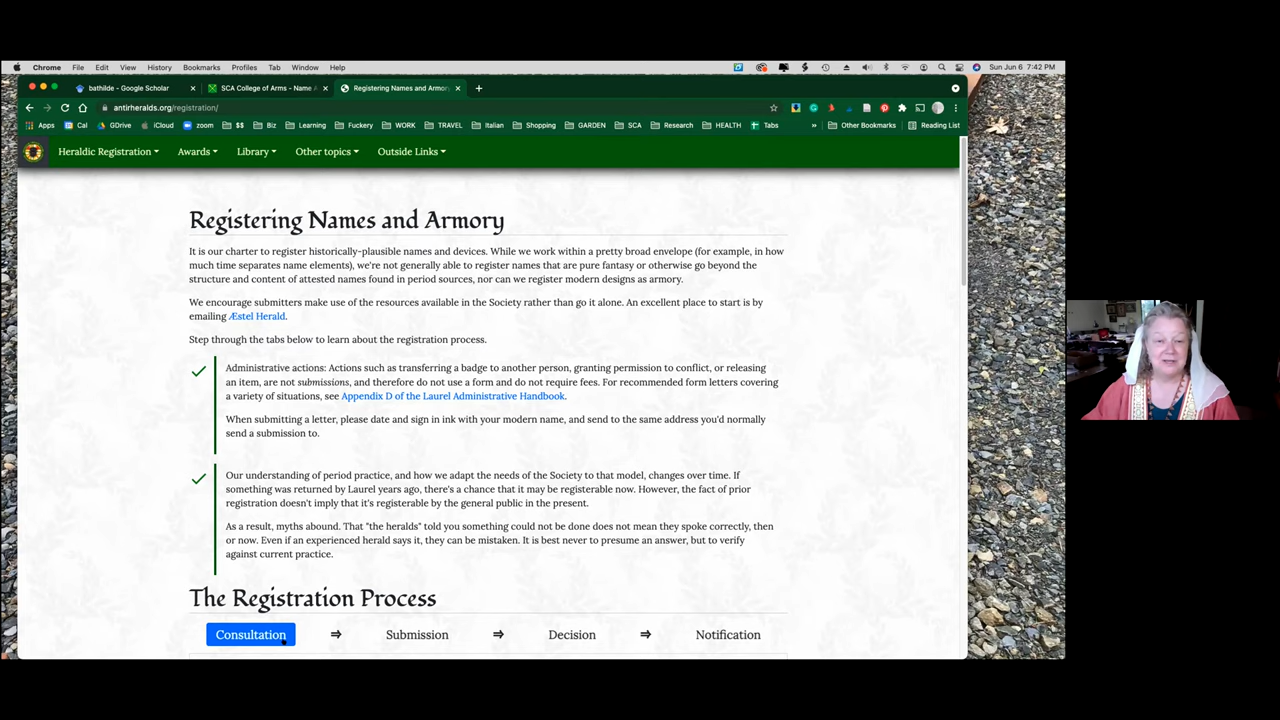 Chrome File Edit View History Bookmarks Profiles Tab Window Help Sun Jun 6 7:42 PM
bathilde - Google Scholar SCA College of Arms - Name A Registering Names and Armory
antirheralds.org/registration/
Apps Cal GDrive iCloud zoom $$ Biz Learning Fuckery WORK TRAVEL Italian Shopping GARDEN SCA Research HEALTH Tabs » Other Bookmarks Reading List
Heraldic Registration Awards Library Other topics Outside Links
Registering Names and Armory
It is our charter to register historically-plausible names and devices. While we work within a pretty broad envelope (for example, in how
much time separates name elements), we're not generally able to register names that are pure fantasy or otherwise go beyond the
structure and content of attested names found in period sources, nor can we register modern designs as armory.
We encourage submitters make use of the resources available in the Society rather than go it alone. An excellent place to start is by
emailing Æstel Herald.
Step through the tabs below to learn about the registration process.
Administrative actions: Actions such as transferring a badge to another person, granting permission to conflict, or releasing
an item, are not submissions, and therefore do not use a form and do not require fees. For recommended form letters covering
a variety of situations, see Appendix D of the Laurel Administrative Handbook.
When submitting a letter, please date and sign in ink with your modern name, and send to the same address you'd normally
send a submission to.
Our understanding of period practice, and how we adapt the needs of the Society to that model, changes over time. If
something was returned by Laurel years ago, there's a chance that it may be registerable now. However, the fact of prior
registration doesn't imply that it's registerable by the general public in the present.
As a result, myths abound. That "the heralds" told you something could not be done does not mean they spoke correctly, then
or now. Even if an experienced herald says it, they can be mistaken. It is best never to presume an answer, but to verify
against current practice.
The Registration Process
Consultation ⇒ Submission ⇒ Decision ⇒ Notification